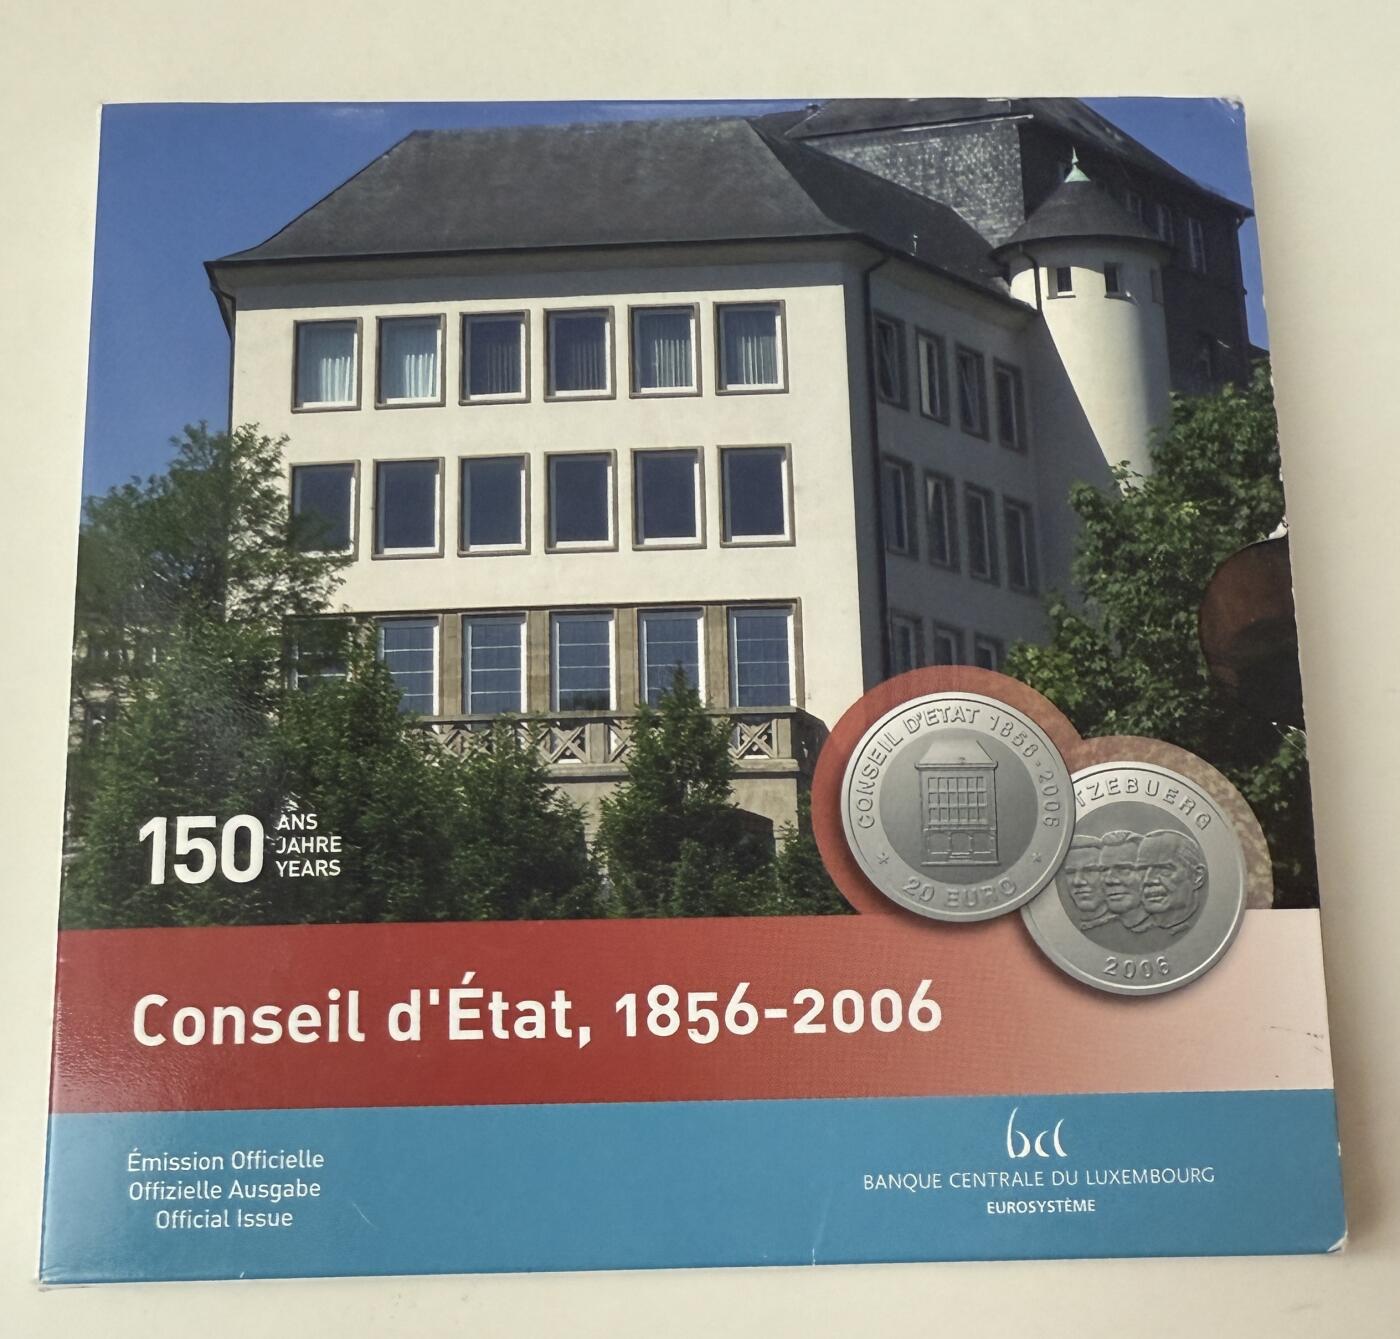 CONSEIL D'ETAT 1856-2006
20 EURO
TZEBUERG
2006
150
ANS
JAHRE
YEARS
Conseil d'État, 1856-2006
Émission Officielle
Offizielle Ausgabe
Official Issue
bcl
BANQUE CENTRALE DU LUXEMBOURG
EUROSYSTÈME